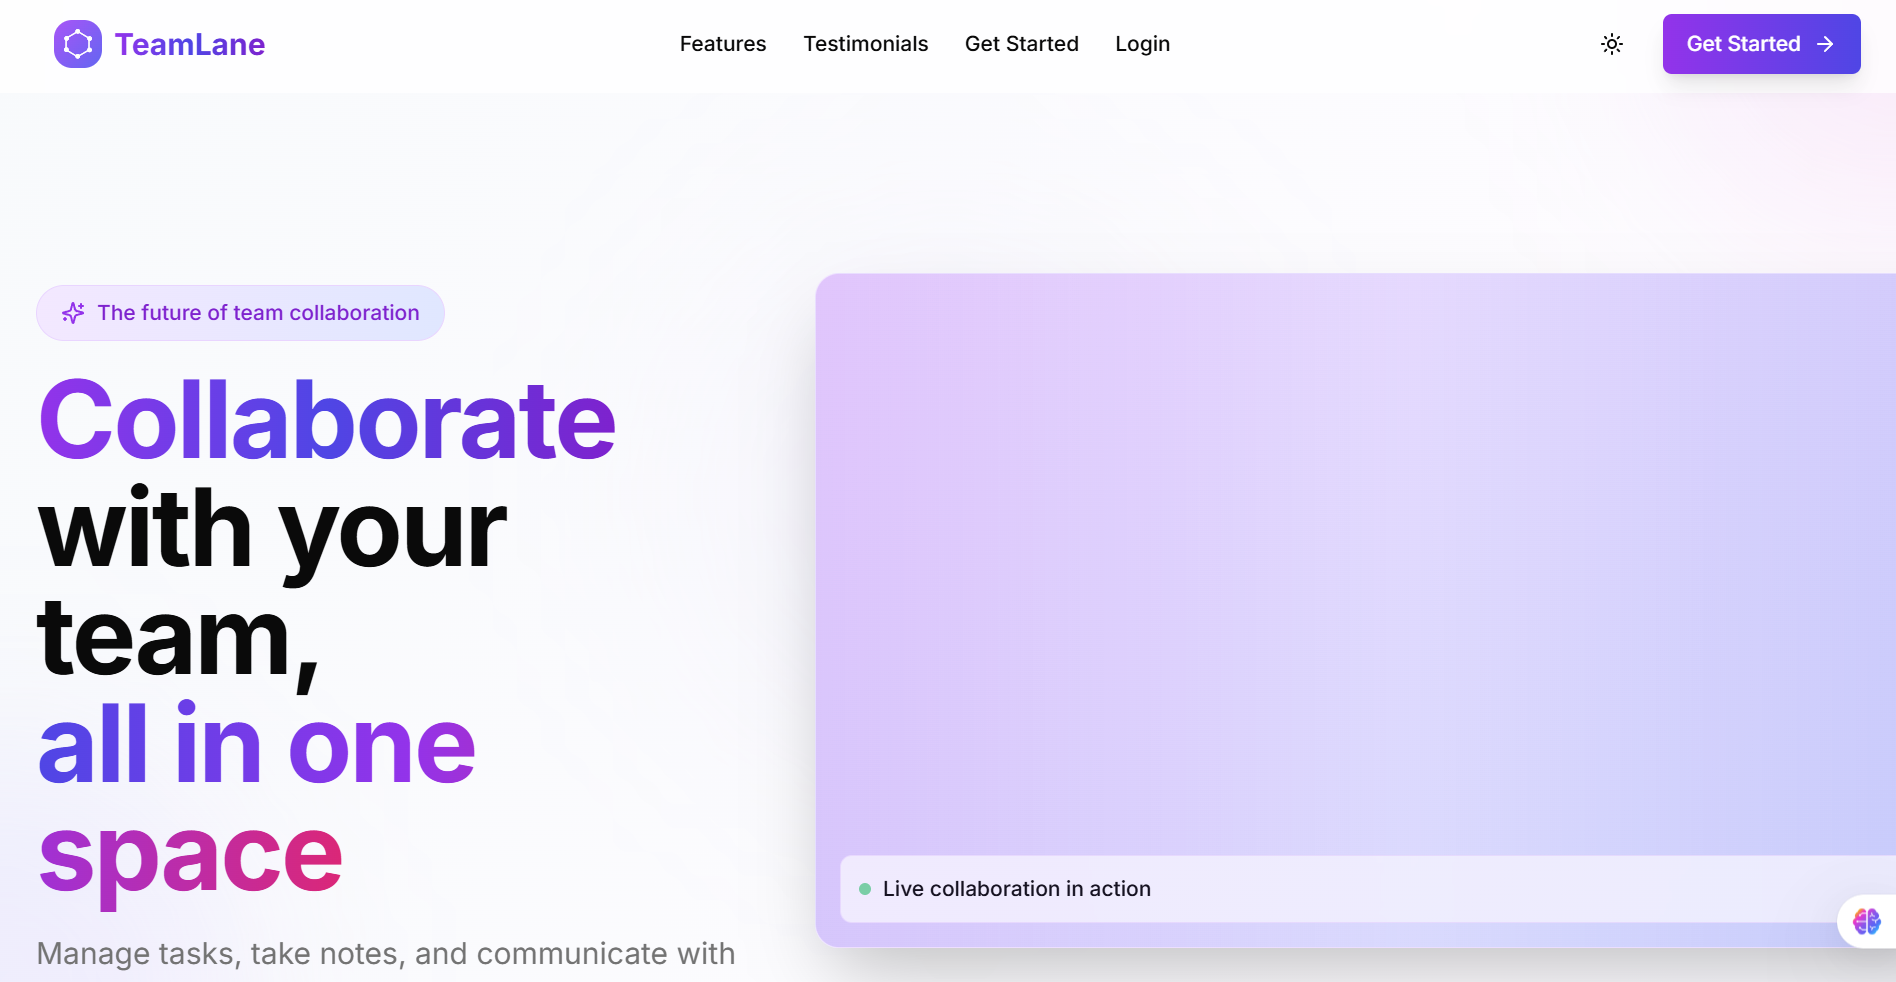 TeamLane
Features
Testimonials
Get Started
Login
Get Started
The future of team collaboration
Collaborate
with your
team,
all in one
space
Manage tasks, take notes, and communicate with
Live collaboration in action